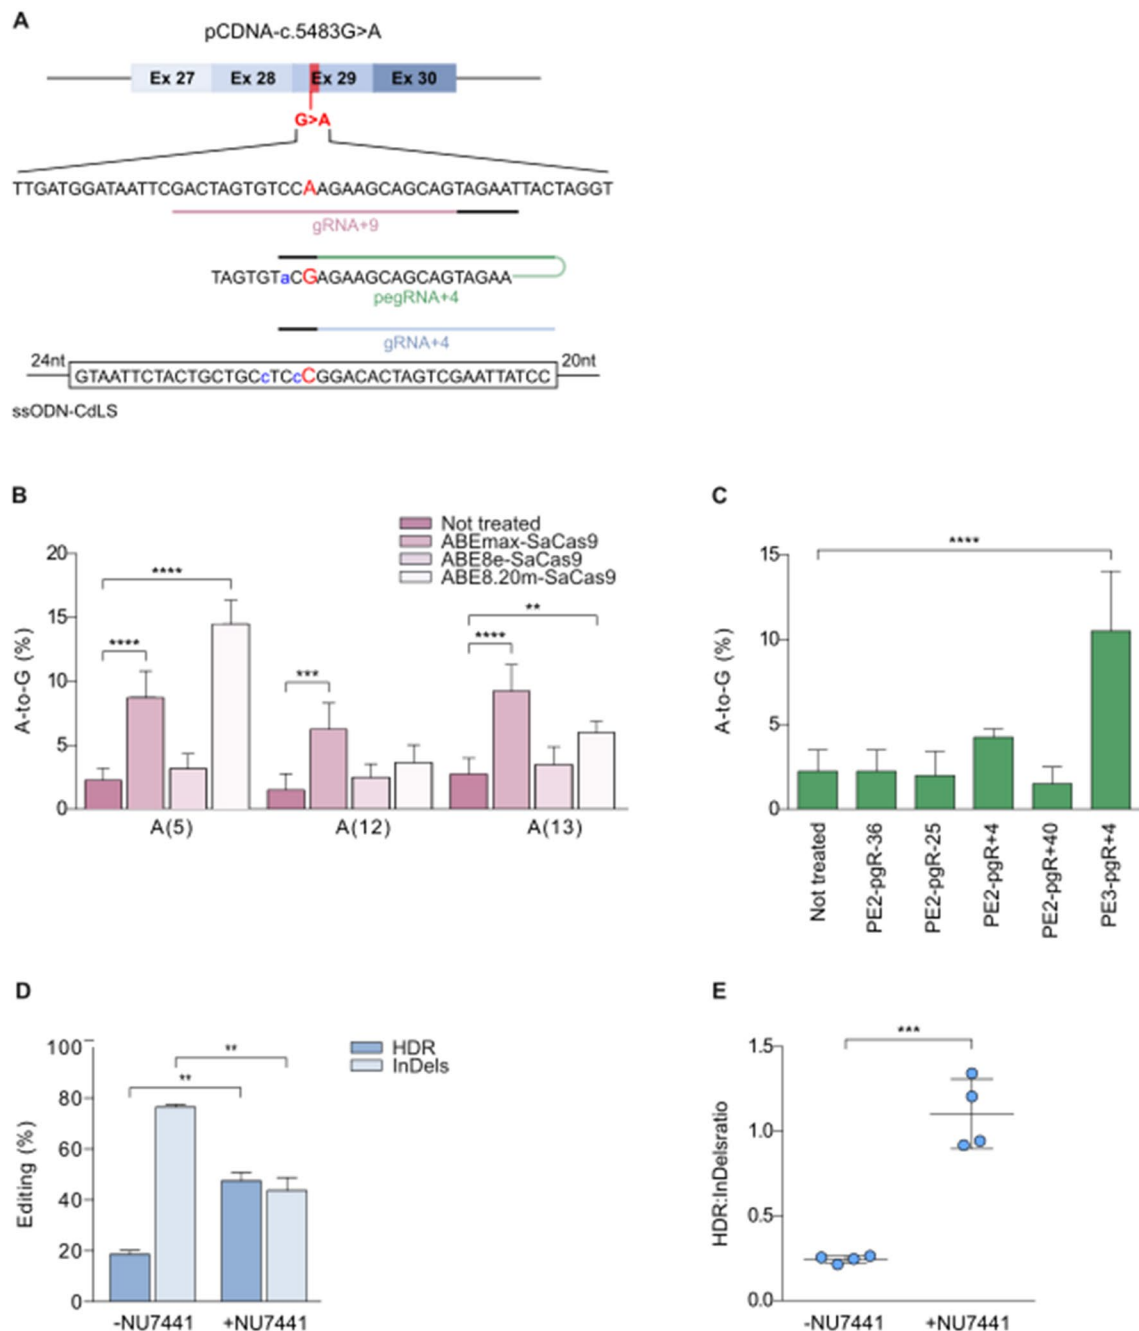 A
pCDNA-c.5483G>A
Ex 27 Ex 28 Ex 29 Ex 30
G>A
TTGATGGATAATTCGACTAGTGTCCAAGAAGCAGCAGTAGAATTACTAGGT
gRNA+9
TAGTGTaCGAGAAGCAGCAGTAGAA
pegRNA+4
gRNA+4
24nt GTAATTCTACTGCTGCcTCcCGGACACTAGTCGAATTATCC 20nt
ssODN-CdLS
B
Not treated
ABEmax-SaCas9
ABE8e-SaCas9
ABE8.20m-SaCas9
A-to-G (%)
20
15
10
5
0
****
****
***
**
****
A(5) A(12) A(13)
C
A-to-G (%)
15
10
5
0
****
Not treated
PE2-pgR-36
PE2-pgR-25
PE2-pgR+4
PE2-pgR+40
PE3-pgR+4
D
HDR
InDels
Editing (%)
100
80
60
40
20
0
**
**
-NU7441 +NU7441
E
HDR:InDelsratio
1.5
1.0
0.5
0.0
***
-NU7441 +NU7441